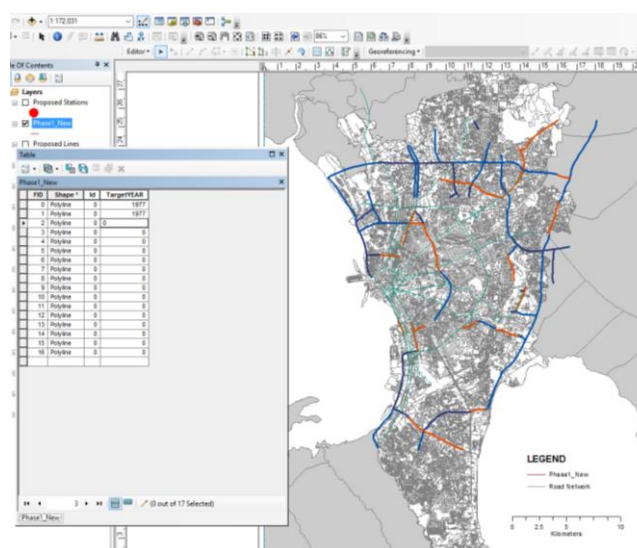 1:172,031
86%
Editor
Georeferencing
Of Contents
Layers
Proposed Stations
Phase1_New
Proposed Lines
Table
Phase1_New
FID Shape * Id TargetYEAR
0 Polyline 0 1977
1 Polyline 0 1977
2 Polyline 0 0
3 Polyline 0 0
4 Polyline 0 0
5 Polyline 0 0
6 Polyline 0 0
7 Polyline 0 0
8 Polyline 0 0
9 Polyline 0 0
10 Polyline 0 0
11 Polyline 0 0
12 Polyline 0 0
13 Polyline 0 0
14 Polyline 0 0
15 Polyline 0 0
16 Polyline 0 0
3
(0 out of 17 Selected)
Phase1_New
LEGEND
Phase1_New
Road Network
0 2.5 5 10
Kilometers